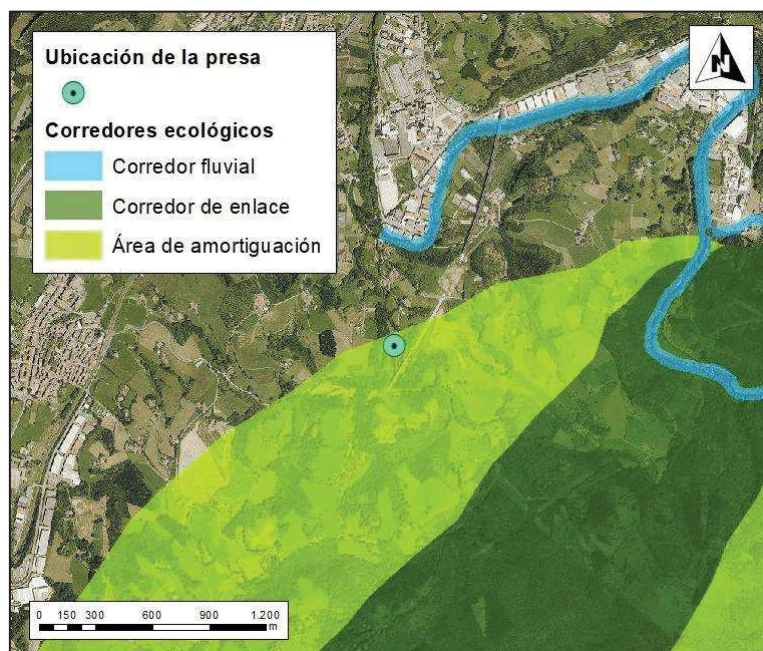 Ubicación de la presa
Corredores ecológicos
Corredor fluvial
Corredor de enlace
Área de amortiguación
N
0 150 300 600 900 1.200
m